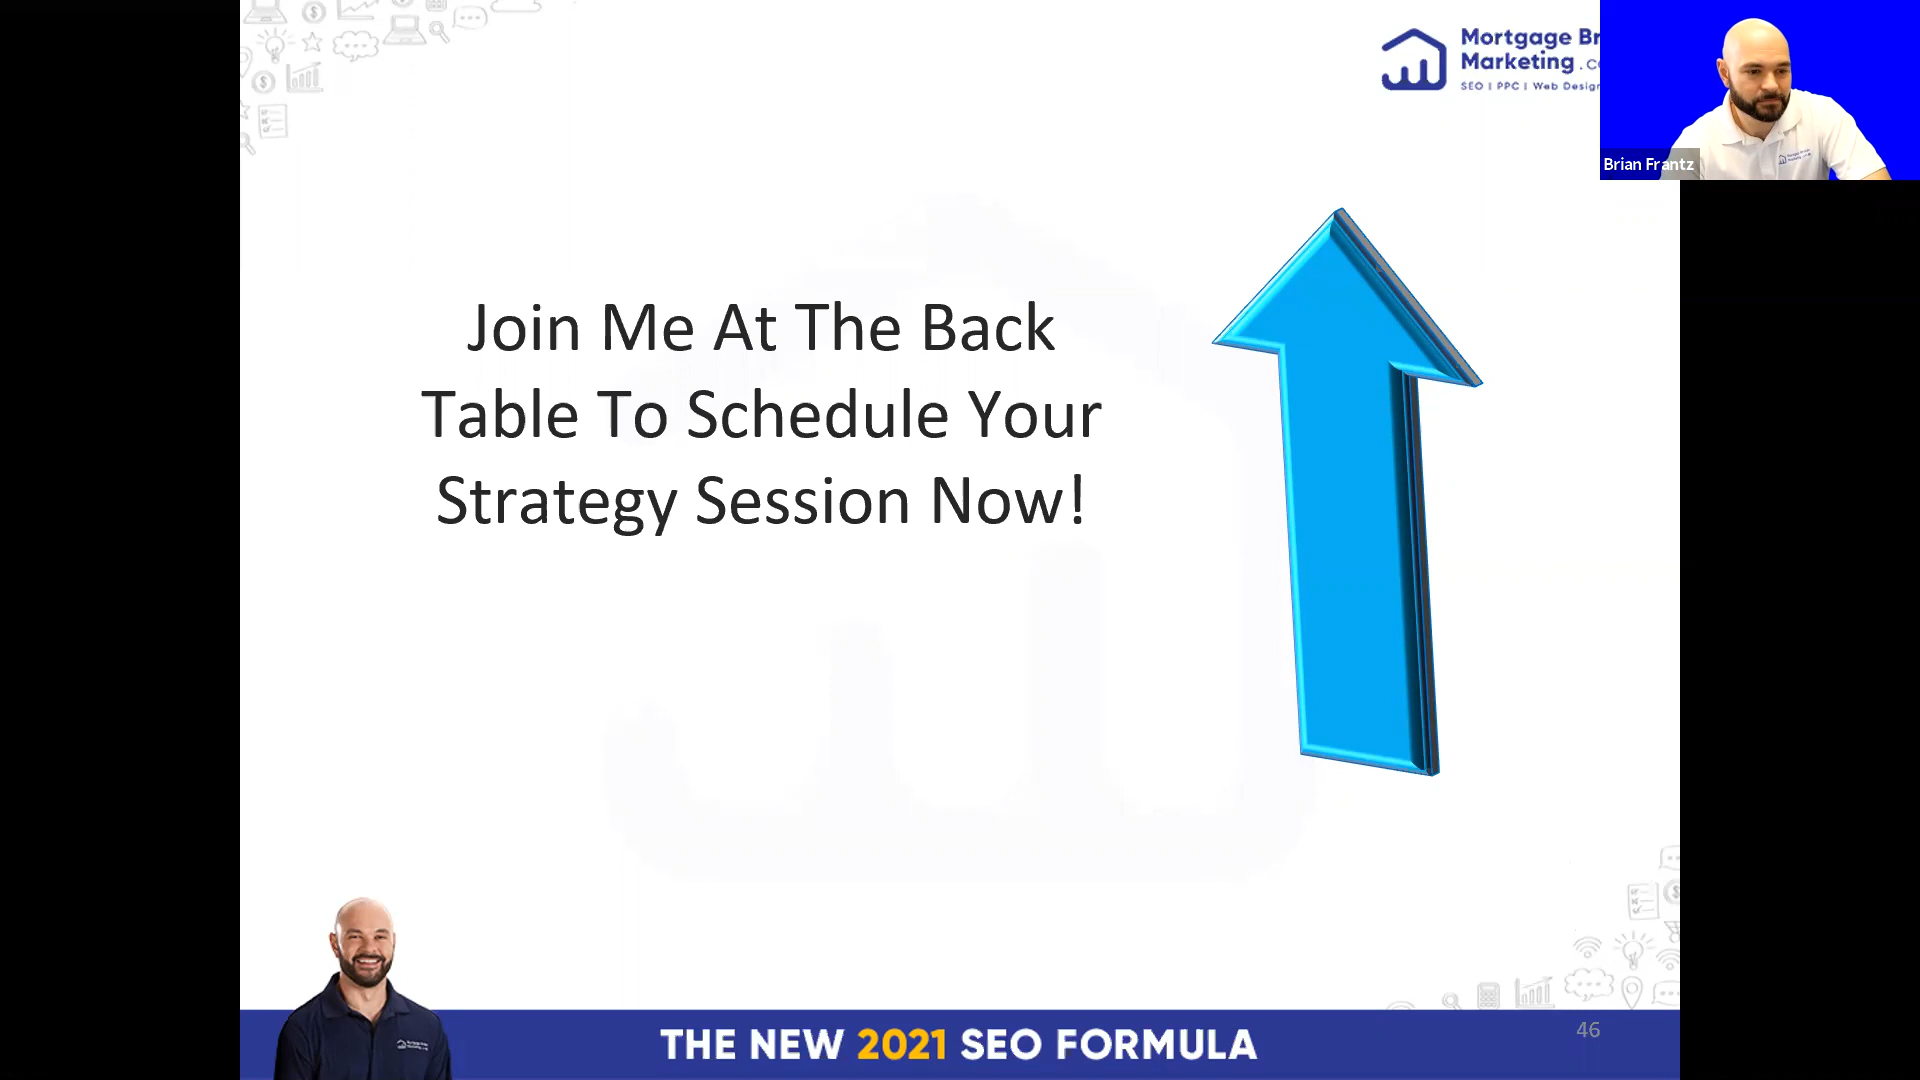 Mortgage Br
Marketing .c
SEO | PPC | Web Design
Brian Frantz
Join Me At The Back
Table To Schedule Your
Strategy Session Now!
THE NEW 2021 SEO FORMULA
46